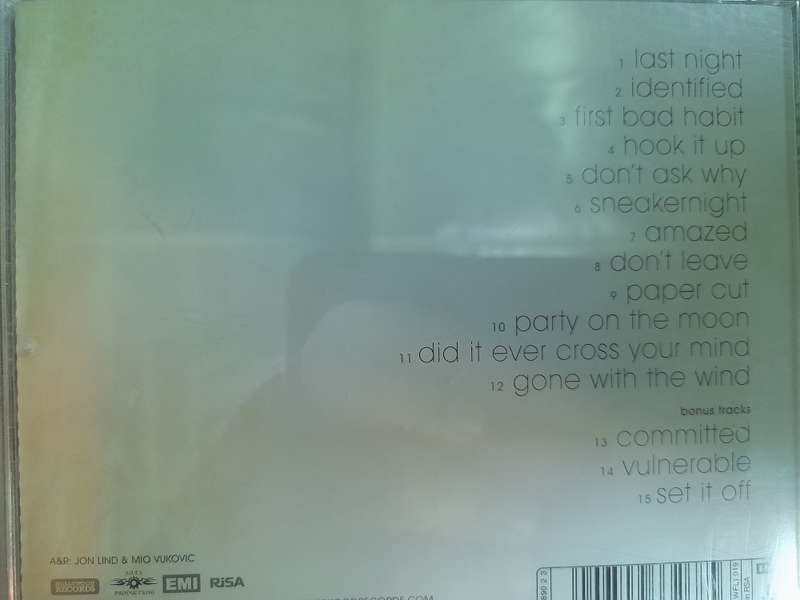 1 last night
2 identified
3 first bad habit
4 hook it up
5 don't ask why
6 sneakernight
7 amazed
8 don't leave
9 paper cut
10 party on the moon
11 did it ever cross your mind
12 gone with the wind
bonus tracks
13 committed
14 vulnerable
15 set it off
A&R: JON LIND & MIO VUKOVIC
HOLLYWOOD
RECORDS
PRODUCTIONS
EMI
RiSA